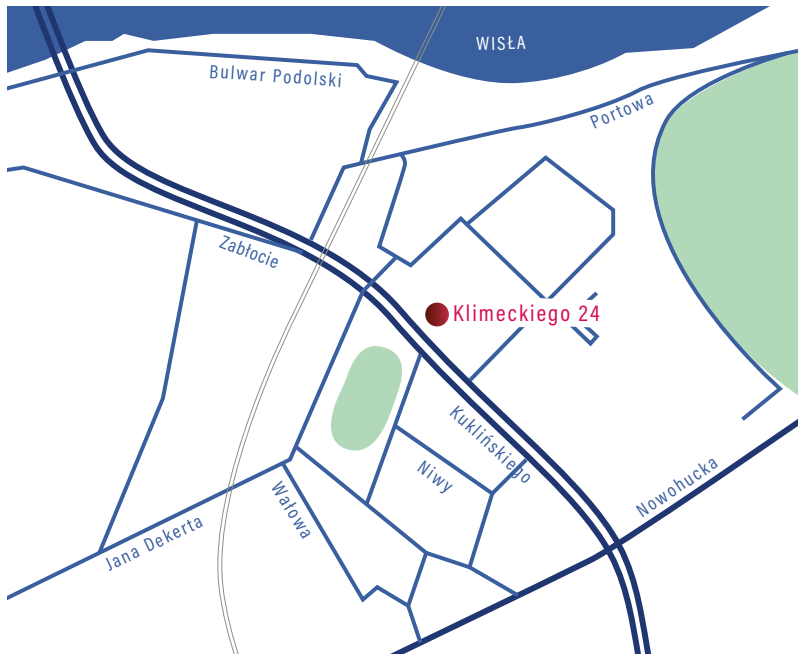 WISŁA
Bulwar Podolski
Portowa
Zabłocie
Klimeckiego 24
Kuklińskiego
Niwy
Nowohucka
Wałowa
Jana Dekerta